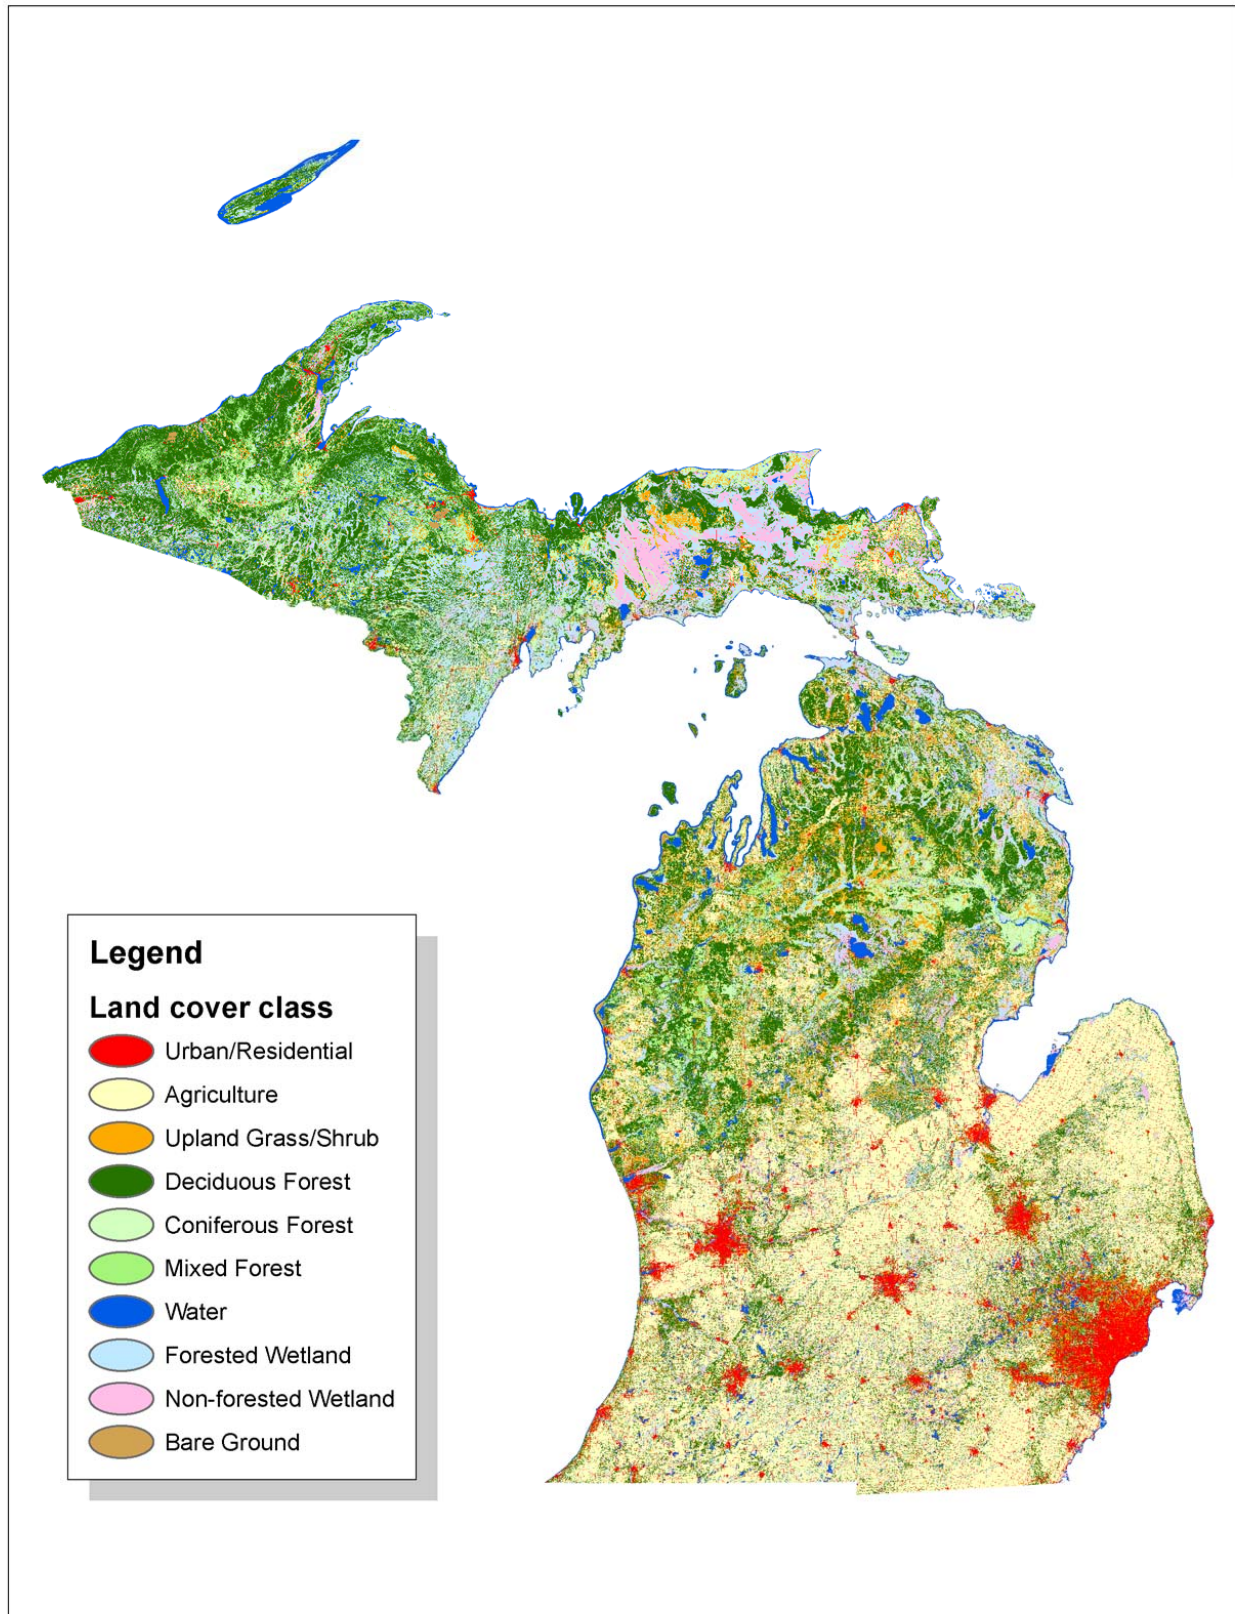 Legend
Land cover class
Urban/Residential
Agriculture
Upland Grass/Shrub
Deciduous Forest
Coniferous Forest
Mixed Forest
Water
Forested Wetland
Non-forested Wetland
Bare Ground